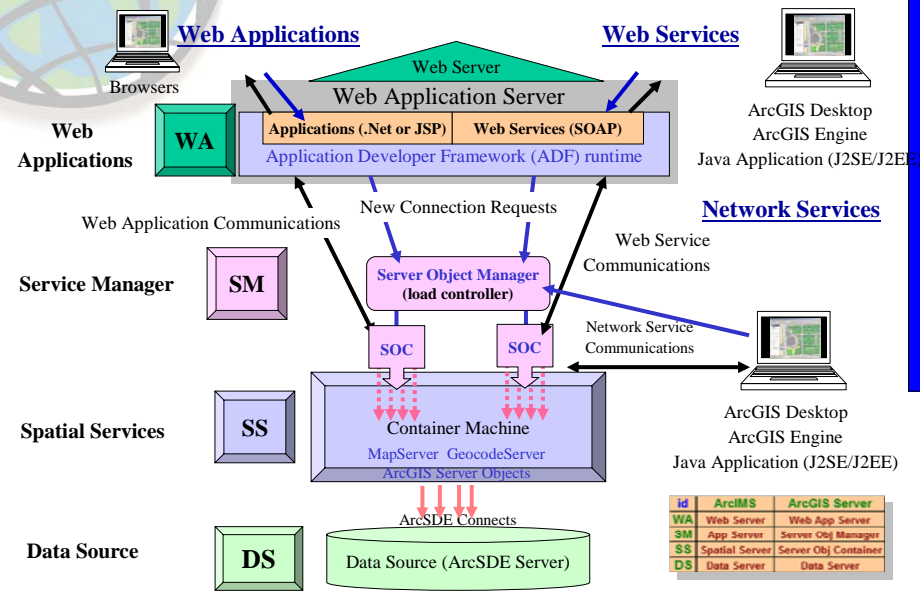 Web Applications
Web Services
Browsers
Web Server
Web Application Server
ArcGIS Desktop
ArcGIS Engine
Java Application (J2SE/J2EE)
Web
Applications
WA
Applications (.Net or JSP)
Web Services (SOAP)
Application Developer Framework (ADF) runtime
Web Application Communications
New Connection Requests
Network Services
Web Service
Communications
Service Manager
SM
Server Object Manager
(load controller)
Network Service
Communications
SOC
SOC
Spatial Services
SS
Container Machine
MapServer GeocodeServer
ArcGIS Server Objects
ArcGIS Desktop
ArcGIS Engine
Java Application (J2SE/J2EE)
ArcSDE Connects
Data Source
DS
Data Source (ArcSDE Server)
id ArcIMS ArcGIS Server
WA Web Server Web App Server
SM App Server Server Obj Manager
SS Spatial Server Server Obj Container
DS Data Server Data Server